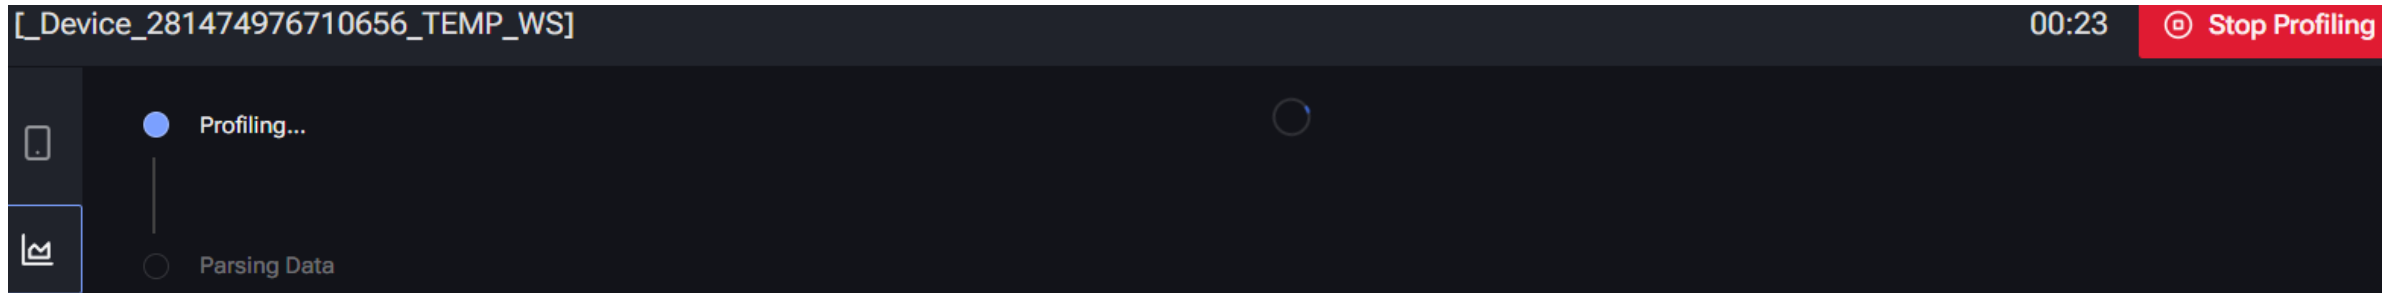 [_Device_281474976710656_TEMP_WS] 00:23 Stop Profiling
Profiling...
Parsing Data